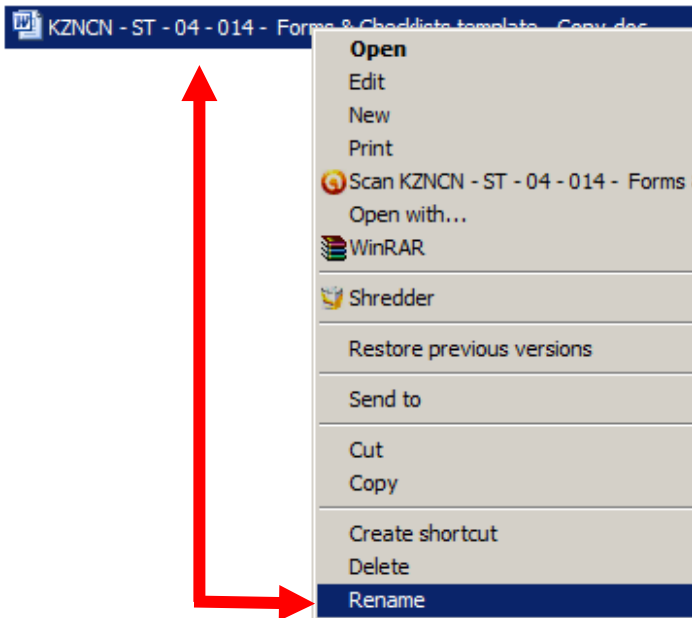 KZNCN - ST - 04 - 014 - Forms & Checklists template - Copy.doc
Open
Edit
New
Print
Scan KZNCN - ST - 04 - 014 - Forms
Open with...
WinRAR
Shredder
Restore previous versions
Send to
Cut
Copy
Create shortcut
Delete
Rename